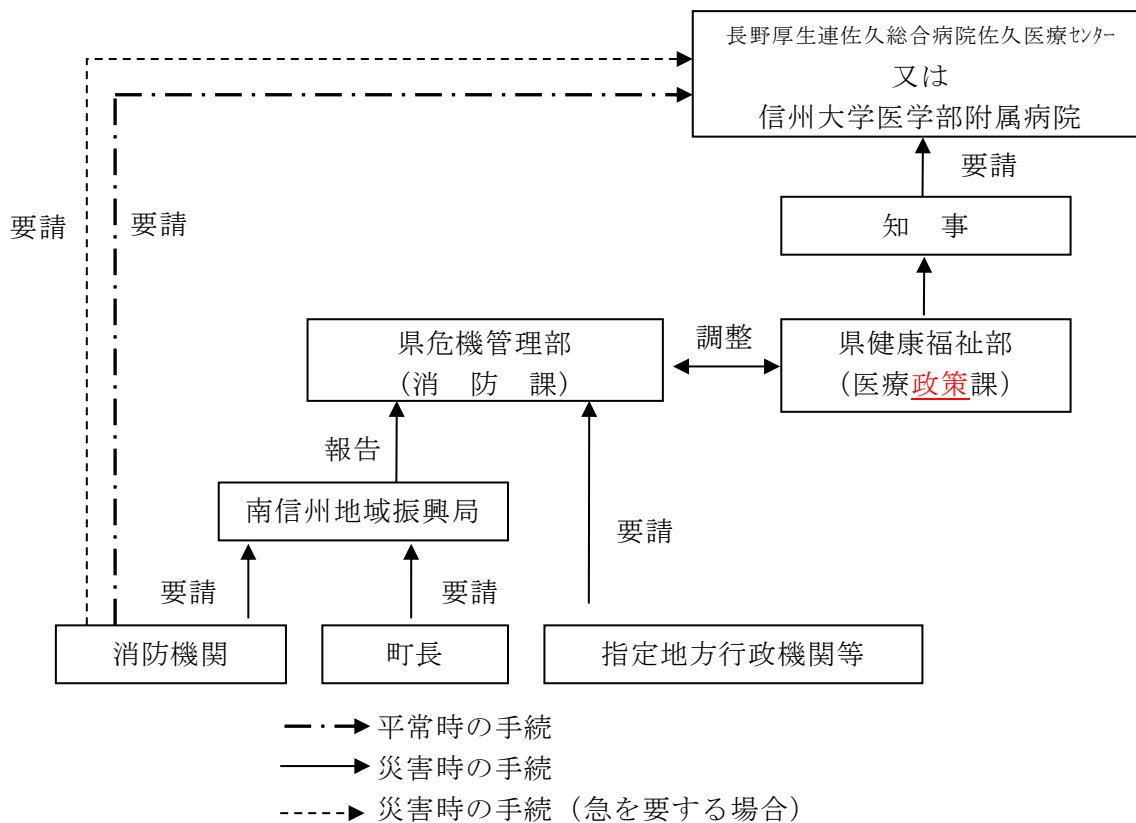 長野厚生連佐久総合病院佐久医療ｾﾝﾀｰ
又は
信州大学医学部附属病院
要請
要請
要請
知　事
県危機管理部
（消　防　課）
調整
県健康福祉部
（医療政策課）
報告
南信州地域振興局
要請
要請
要請
消防機関
町長
指定地方行政機関等
平常時の手続
災害時の手続
災害時の手続（急を要する場合）